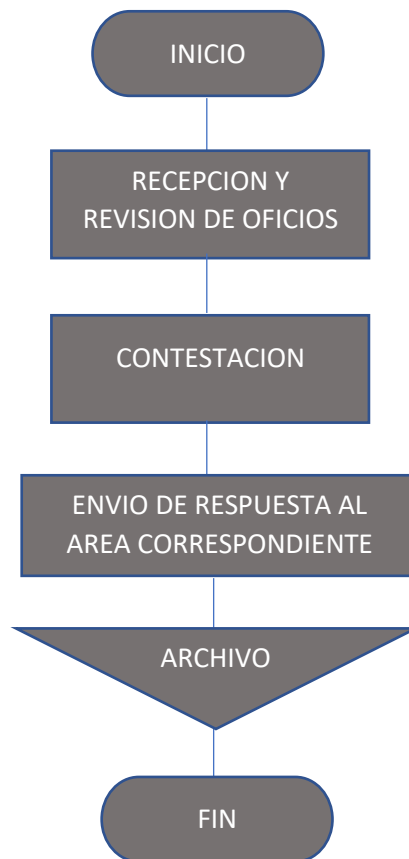 INICIO
RECEPCION Y
REVISION DE OFICIOS
CONTESTACION
ENVIO DE RESPUESTA AL
AREA CORRESPONDIENTE
ARCHIVO
FIN